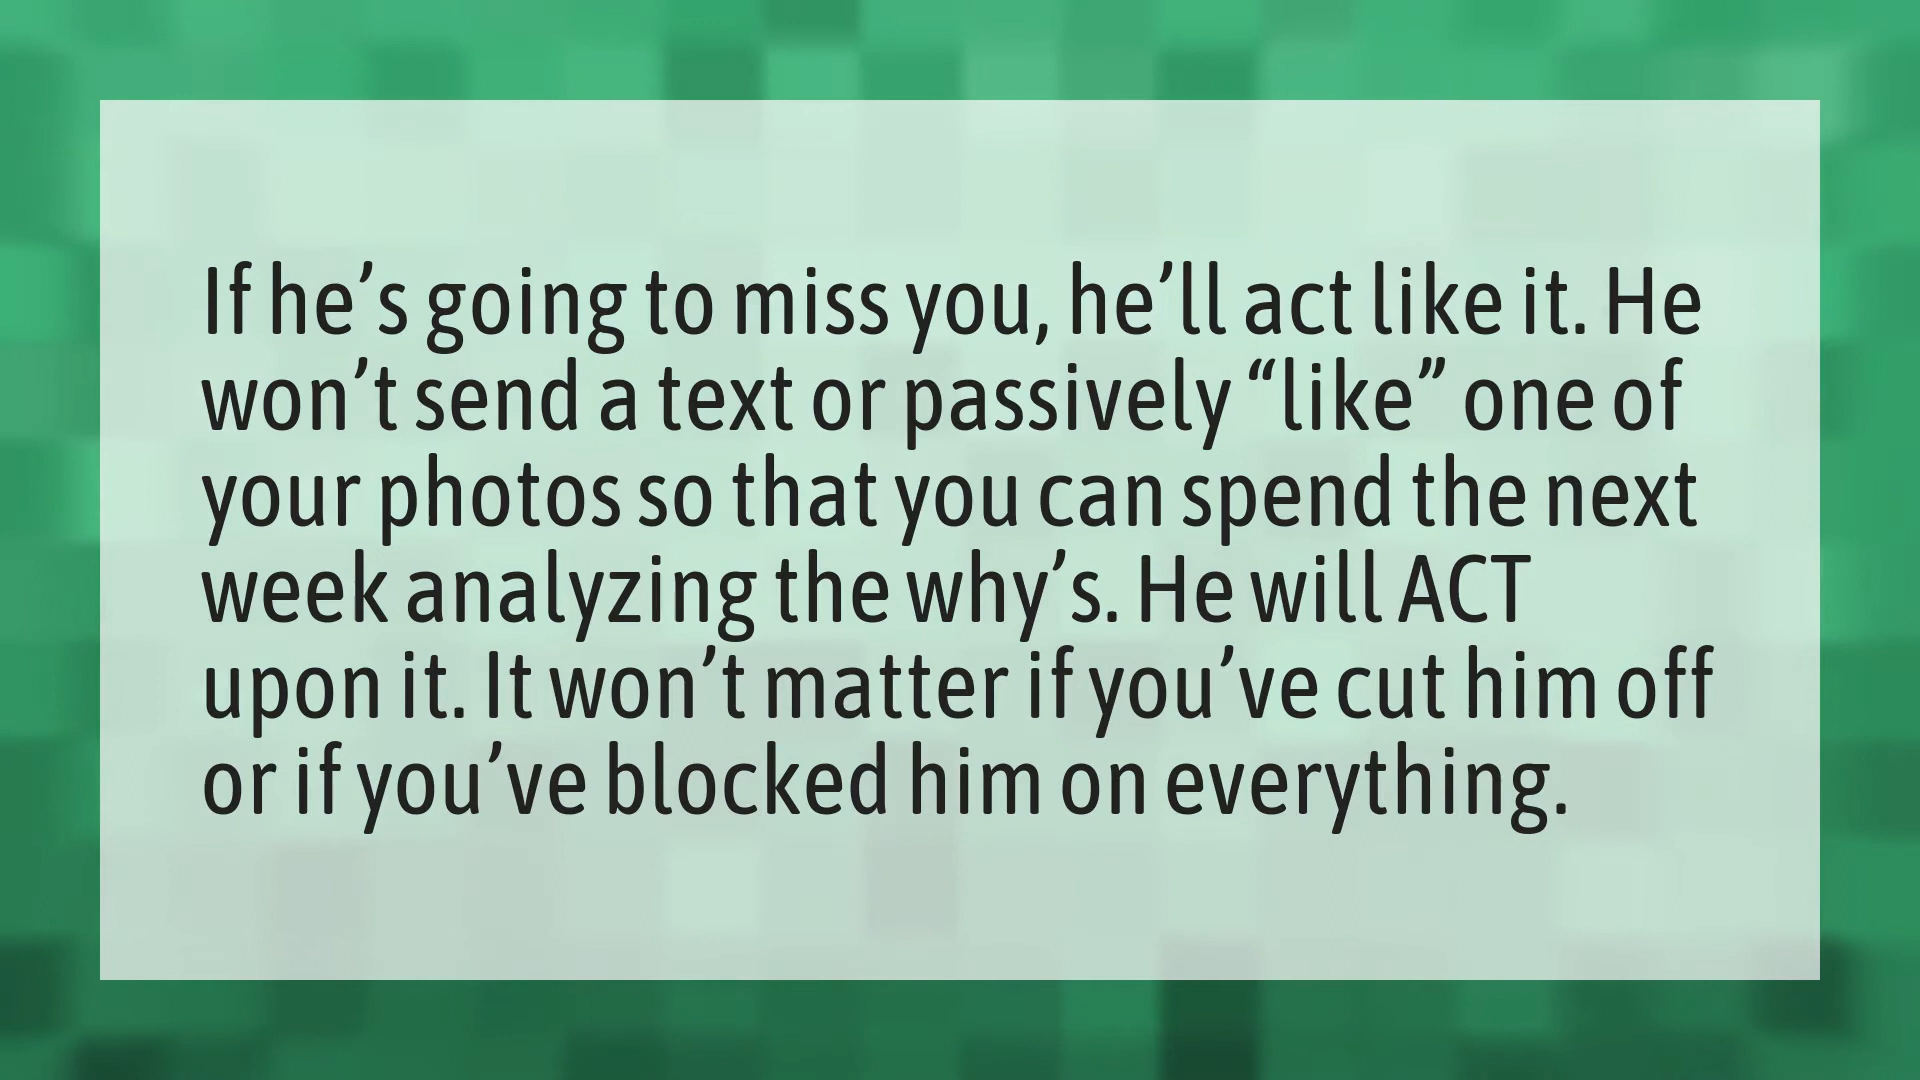 If he’s going to miss you, he’ll act like it. He
won’t send a text or passively “like” one of
your photos so that you can spend the next
week analyzing the why’s. He will ACT
upon it. It won’t matter if you’ve cut him off
or if you’ve blocked him on everything.